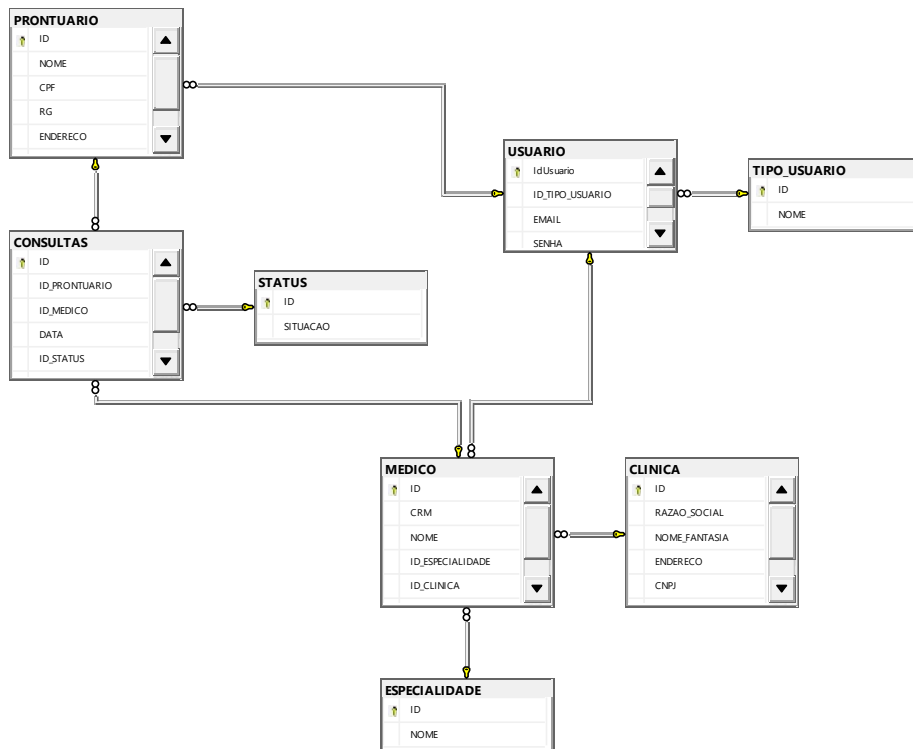 PRONTUARIO
ID
NOME
CPF
RG
ENDERECO
USUARIO
IdUsuario
ID_TIPO_USUARIO
EMAIL
SENHA
TIPO_USUARIO
ID
NOME
CONSULTAS
ID
ID_PRONTUARIO
ID_MEDICO
DATA
ID_STATUS
STATUS
ID
SITUACAO
MEDICO
ID
CRM
NOME
ID_ESPECIALIDADE
ID_CLINICA
CLINICA
ID
RAZAO_SOCIAL
NOME_FANTASIA
ENDERECO
CNPJ
ESPECIALIDADE
ID
NOME